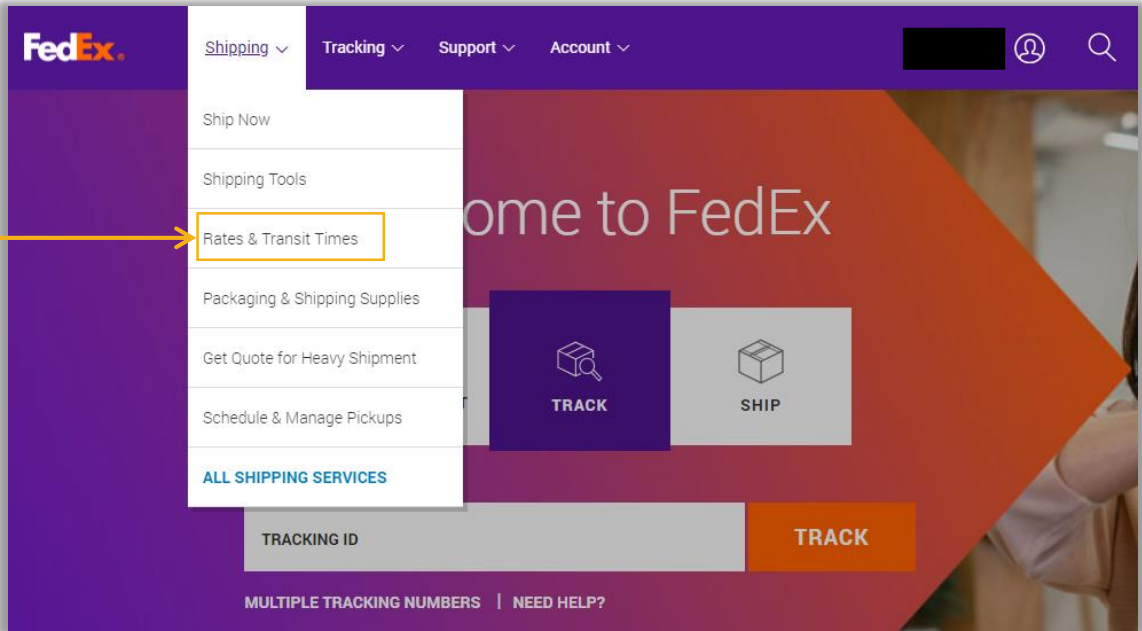 FedEx.
Shipping Tracking Support Account
Ship Now
Shipping Tools
Rates & Transit Times
Packaging & Shipping Supplies
Get Quote for Heavy Shipment
Schedule & Manage Pickups
ALL SHIPPING SERVICES
ome to FedEx
T
TRACK
SHIP
TRACKING ID
TRACK
MULTIPLE TRACKING NUMBERS | NEED HELP?